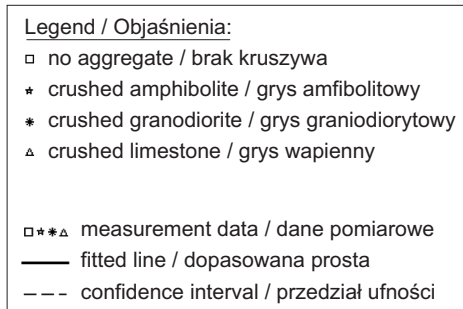 Legend / Objaśnienia:
no aggregate / brak kruszywa
crushed amphibolite / grys amfibolitowy
crushed granodiorite / grys graniodiorytowy
crushed limestone / grys wapienny
measurement data / dane pomiarowe
fitted line / dopasowana prosta
confidence interval / przedział ufności